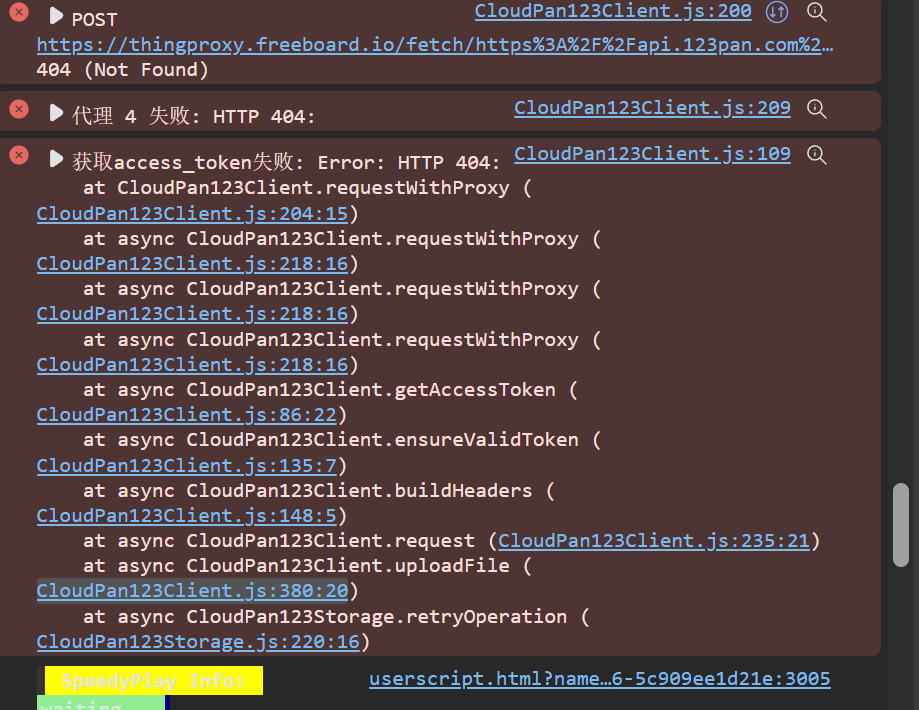 POST CloudPan123Client.js:200
https://thingproxy.freeboard.io/fetch/https%3A%2F%2Fapi.123pan.com%2…
404 (Not Found)
代理 4 失败: HTTP 404: CloudPan123Client.js:209
获取access_token失败: Error: HTTP 404: CloudPan123Client.js:109
at CloudPan123Client.requestWithProxy (
CloudPan123Client.js:204:15)
at async CloudPan123Client.requestWithProxy (
CloudPan123Client.js:218:16)
at async CloudPan123Client.requestWithProxy (
CloudPan123Client.js:218:16)
at async CloudPan123Client.requestWithProxy (
CloudPan123Client.js:218:16)
at async CloudPan123Client.getAccessToken (
CloudPan123Client.js:86:22)
at async CloudPan123Client.ensureValidToken (
CloudPan123Client.js:135:7)
at async CloudPan123Client.buildHeaders (
CloudPan123Client.js:148:5)
at async CloudPan123Client.request (CloudPan123Client.js:235:21)
at async CloudPan123Client.uploadFile (
CloudPan123Client.js:380:20)
at async CloudPan123Storage.retryOperation (
CloudPan123Storage.js:220:16)
SpeedyPlay Info: userscript.html?name…6-5c909ee1d21e:3005
waiting